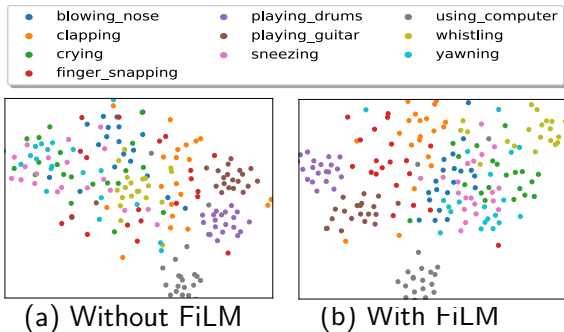 blowing_nose playing_drums using_computer
clapping playing_guitar whistling
crying sneezing yawning
finger_snapping
(a) Without FiLM (b) With FiLM